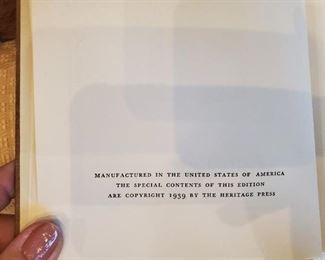 MANUFACTURED IN THE UNITED STATES OF AMERICA
THE SPECIAL CONTENTS OF THIS EDITION
ARE COPYRIGHT 1939 BY THE HERITAGE PRESS